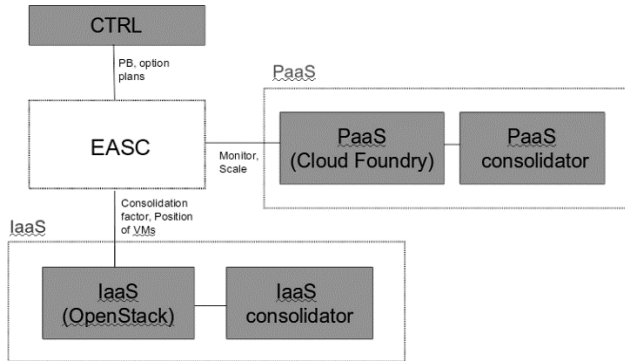 CTRL
PB, option
plans
PaaS
EASC
PaaS
(Cloud Foundry)
PaaS
consolidator
Monitor,
Scale
Consolidation
factor, Position
of VMs
IaaS
IaaS
(OpenStack)
IaaS
consolidator